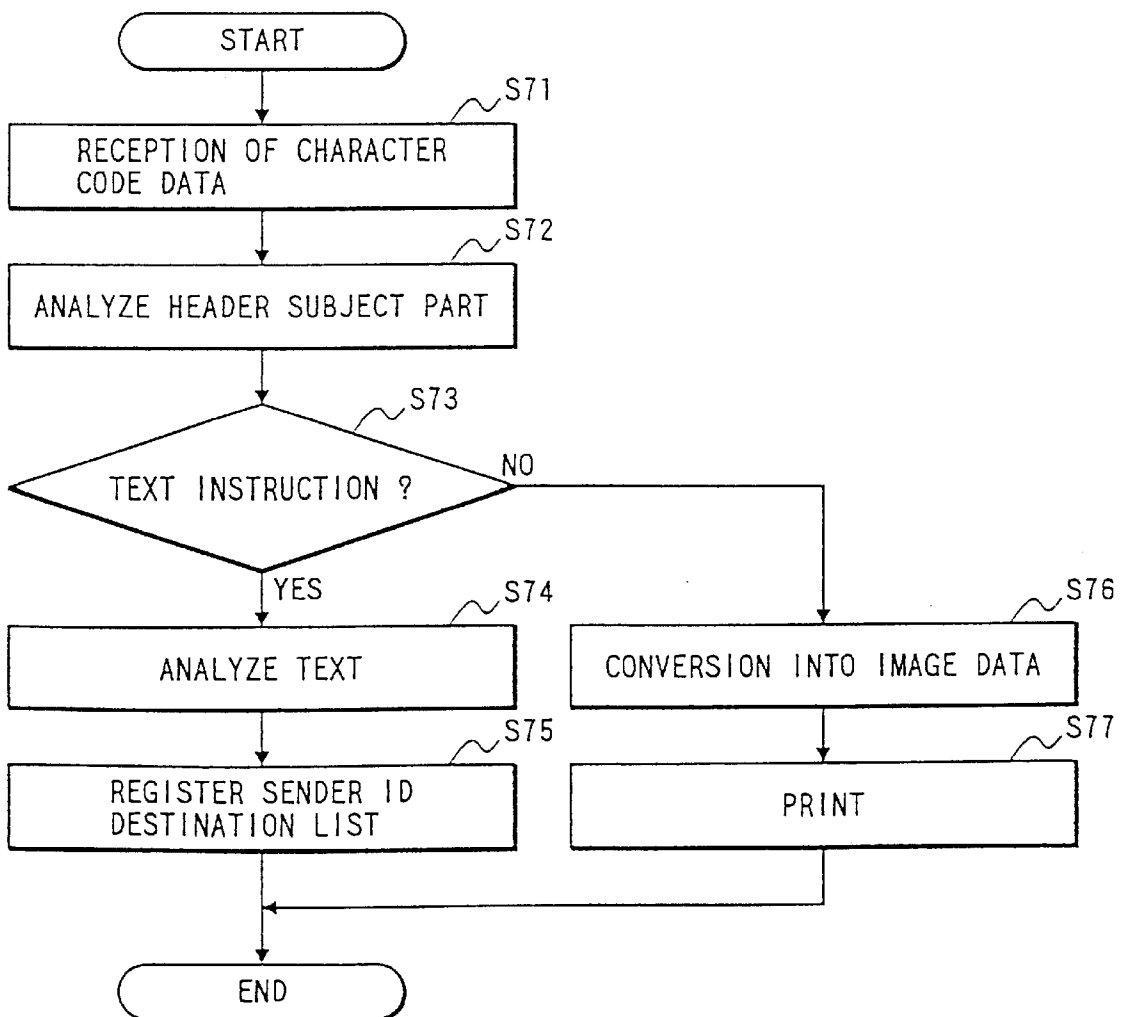 START
S71
RECEPTION OF CHARACTER
CODE DATA
S72
ANALYZE HEADER SUBJECT PART
S73
TEXT INSTRUCTION ?
NO
YES
S74
ANALYZE TEXT
S76
CONVERSION INTO IMAGE DATA
S75
REGISTER SENDER ID
DESTINATION LIST
S77
PRINT
END